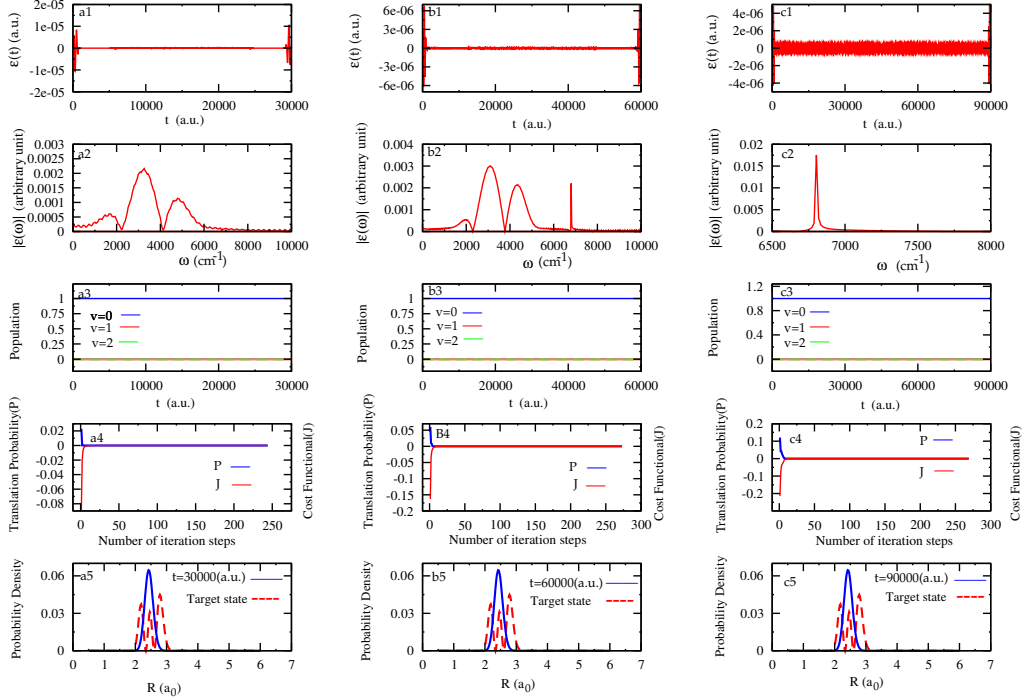 a1
ε(t) (a.u.)
2e-05
1e-05
0
-1e-05
-2e-05
0 10000 20000 30000
t (a.u.)
b1
ε(t) (a.u.)
6e-06
3e-06
0
-3e-06
-6e-06
0 20000 40000 60000
t (a.u.)
c1
ε(t) (a.u.)
4e-06
2e-06
0
-2e-06
-4e-06
0 15000 30000 45000 60000 75000 90000
t (a.u.)
a2
|ε(ω)| (arbitrary unit)
0.003
0.0025
0.002
0.0015
0.001
0.0005
0
0 2000 4000 6000 8000 10000
ω (cm-1)
b2
|ε(ω)| (arbitrary unit)
0.004
0.003
0.002
0.001
0
0 2000 4000 6000 8000 10000
ω (cm-1)
c2
|ε(ω)| (arbitrary unit)
0.02
0.015
0.01
0.005
0
6500 7000 7500 8000
ω (cm-1)
a3
Population
1
0.75
0.5
0.25
0
v=0
v=1
v=2
0 10000 20000 30000
t (a.u.)
b3
Population
1
0.75
0.5
0.25
0
v=0
v=1
v=2
0 20000 40000 60000
t (a.u.)
c3
Population
1.2
0.8
0.4
0
v=0
v=1
v=2
0 15000 30000 45000 60000 75000 90000
t (a.u.)
a4
Translation Probability(P)
Cost Functional(J)
0.02
0
-0.02
-0.04
-0.06
-0.08
P
J
0 50 100 150 200 250
Number of iteration steps
B4
Translation Probability(P)
Cost Functional(J)
0.05
0
-0.05
-0.1
-0.15
-0.2
P
J
0 50 100 150 200 250 300
Number of iteration steps
c4
Translation Probability(P)
Cost Functional(J)
0.2
0.1
0
-0.1
-0.2
P
J
0 50 100 150 200 250 300
Number of iteration steps
a5
Probability Density
0.06
0.03
0
t=30000(a.u.)
Target state
0 1 2 3 4 5 6 7
R (a0)
b5
Probability Density
0.06
0.03
0
t=60000(a.u.)
Target state
0 1 2 3 4 5 6 7
R (a0)
c5
Probability Density
0.06
0.03
0
t=90000(a.u.)
Target state
0 1 2 3 4 5 6 7
R (a0)